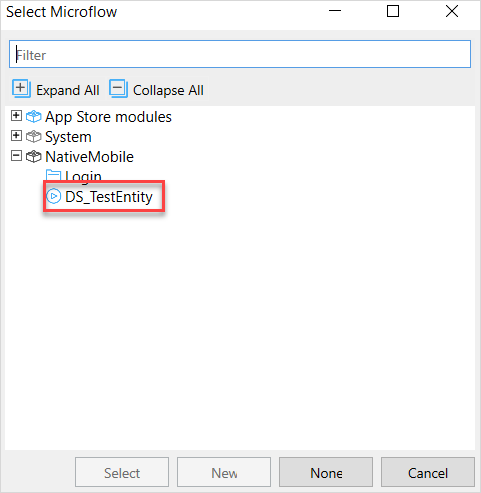 Select Microflow
Filter
Expand All Collapse All
App Store modules
System
NativeMobile
Login
DS_TestEntity
Select New None Cancel